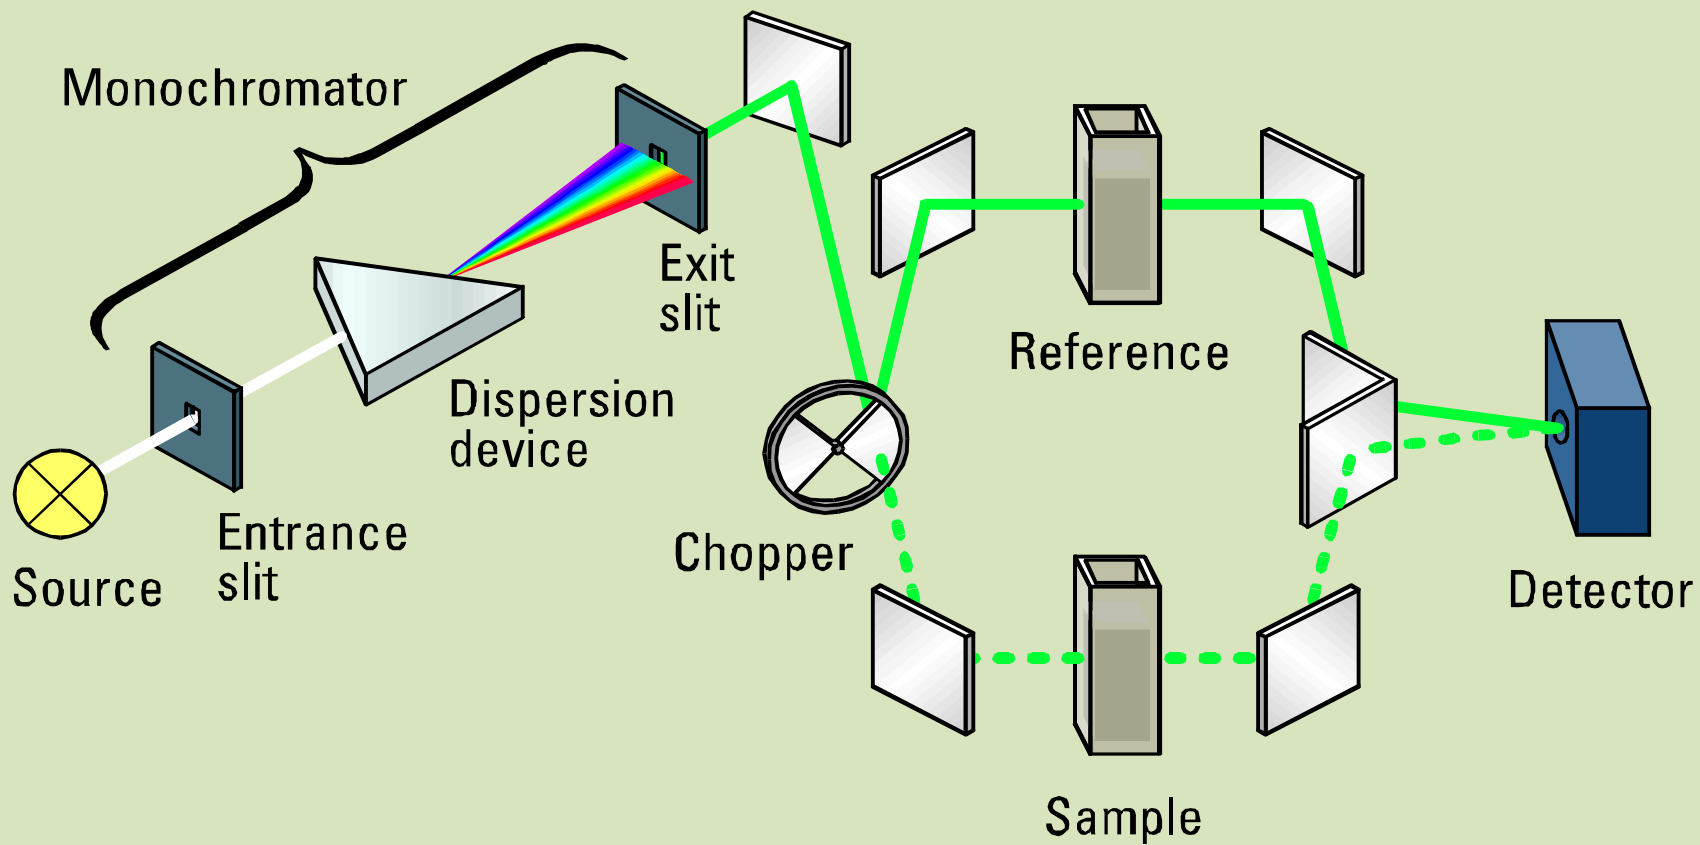 Monochromator
Exit
slit
Reference
Dispersion
device
Entrance
slit
Source
Chopper
Detector
Sample